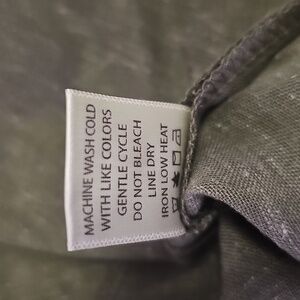 MACHINE WASH COLD
WITH LIKE COLORS
GENTLE CYCLE
DO NOT BLEACH
LINE DRY
IRON LOW HEAT